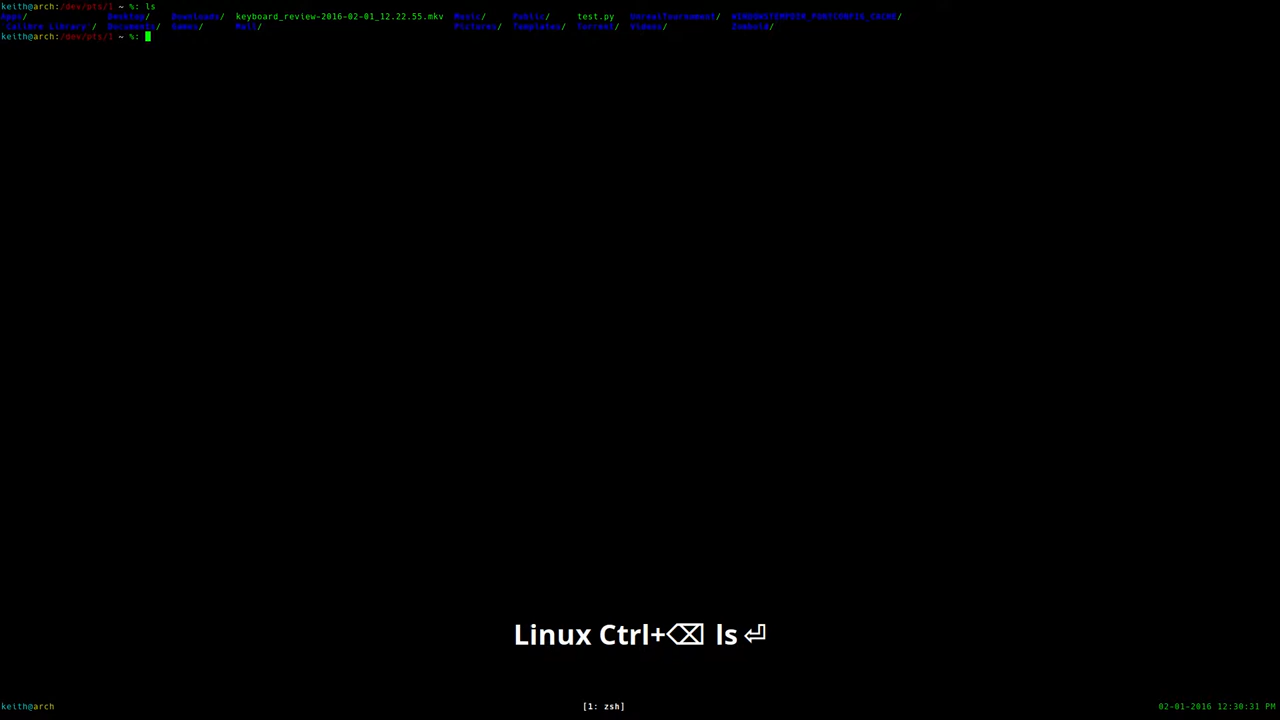 keith@arch:/dev/pts/1 ~ %: ls
Apps/ Desktop/ Downloads/ keyboard_review-2016-02-01_12.22.55.mkv Music/ Public/ test.py UnrealTournament/ WINDOWSTEMPDIR_FONTCONFIG_CACHE/
Calibre Library/ Documents/ Games/ Mail/ Pictures/ Templates/ Torrent/ Videos/ Zomboid/
keith@arch:/dev/pts/1 ~ %:
Linux Ctrl+⌫ ls ⏎
keith@arch [1: zsh] 02-01-2016 12:30:31 PM